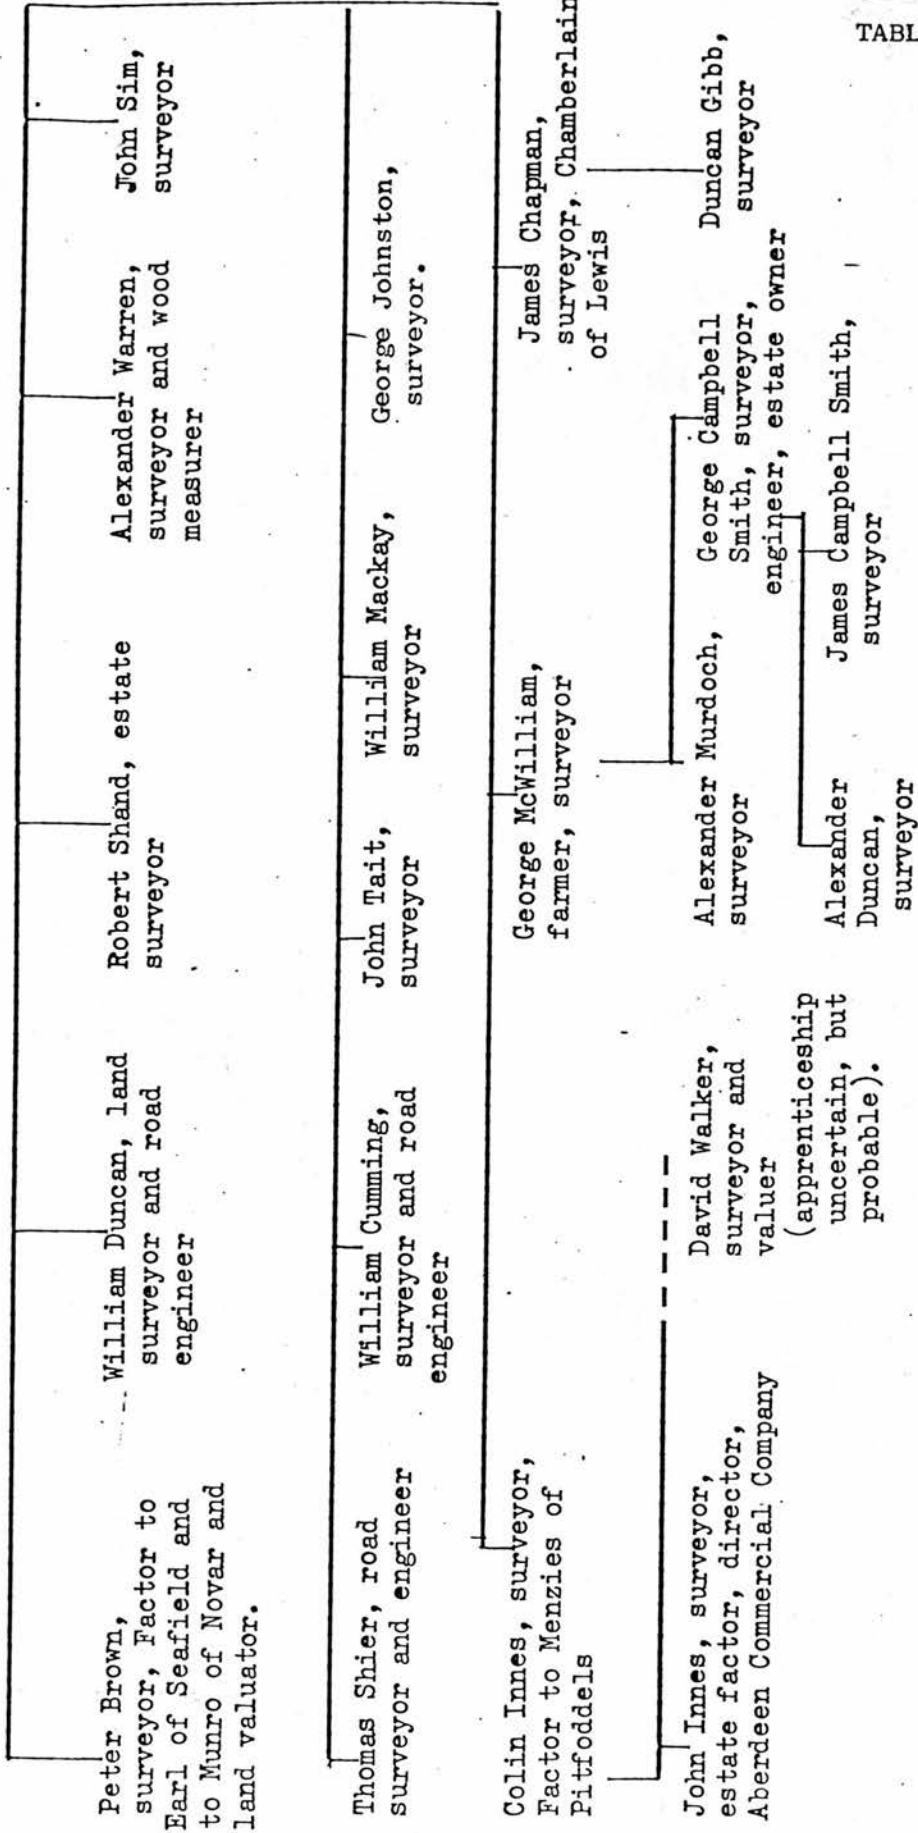 TABL
Peter Brown,
surveyor, Factor to
Earl of Seafield and
to Munro of Novar and
land valuator.
William Duncan, land
surveyor and road
engineer
Robert Shand, estate
surveyor
Alexander Warren,
surveyor and wood
measurer
John Sim,
surveyor
Thomas Shier, road
surveyor and engineer
William Cumming,
surveyor and road
engineer
John Tait,
surveyor
William Mackay,
surveyor
George Johnston,
surveyor.
Colin Innes, surveyor,
Factor to Menzies of
Pitfoddels
George McWilliam,
farmer, surveyor
James Chapman,
surveyor, Chamberlain
of Lewis
John Innes, surveyor,
estate factor, director,
Aberdeen Commercial Company
David Walker,
surveyor and
valuer
(apprenticeship
uncertain, but
probable).
Alexander Murdoch,
surveyor
George Campbell
Smith, surveyor,
engineer, estate owner
Duncan Gibb,
surveyor
Alexander
Duncan,
surveyor
James Campbell Smith,
surveyor